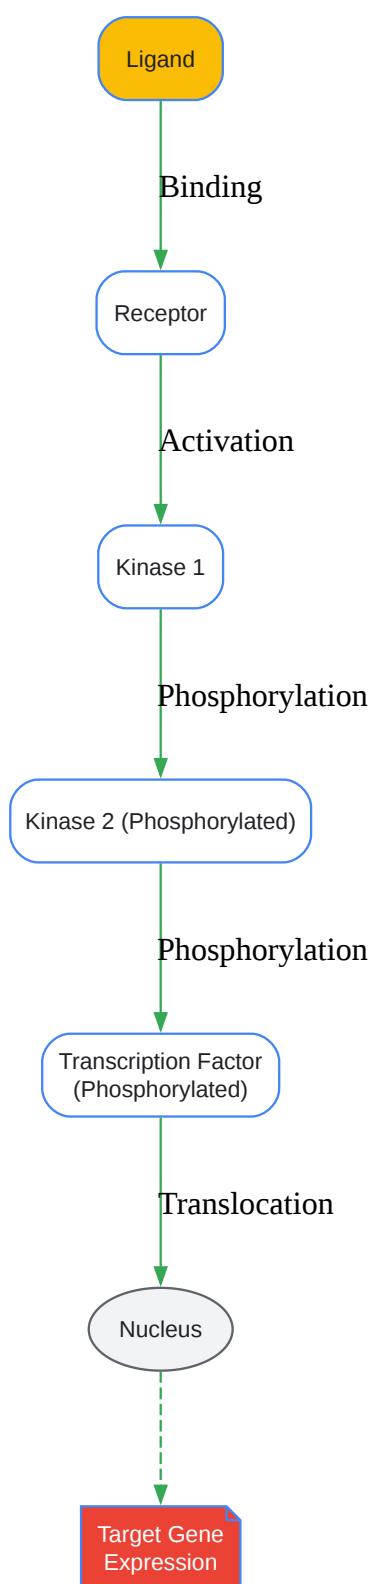 Ligand
Binding
Receptor
Activation
Kinase 1
Phosphorylation
Kinase 2 (Phosphorylated)
Phosphorylation
Transcription Factor
(Phosphorylated)
Translocation
Nucleus
Target Gene
Expression